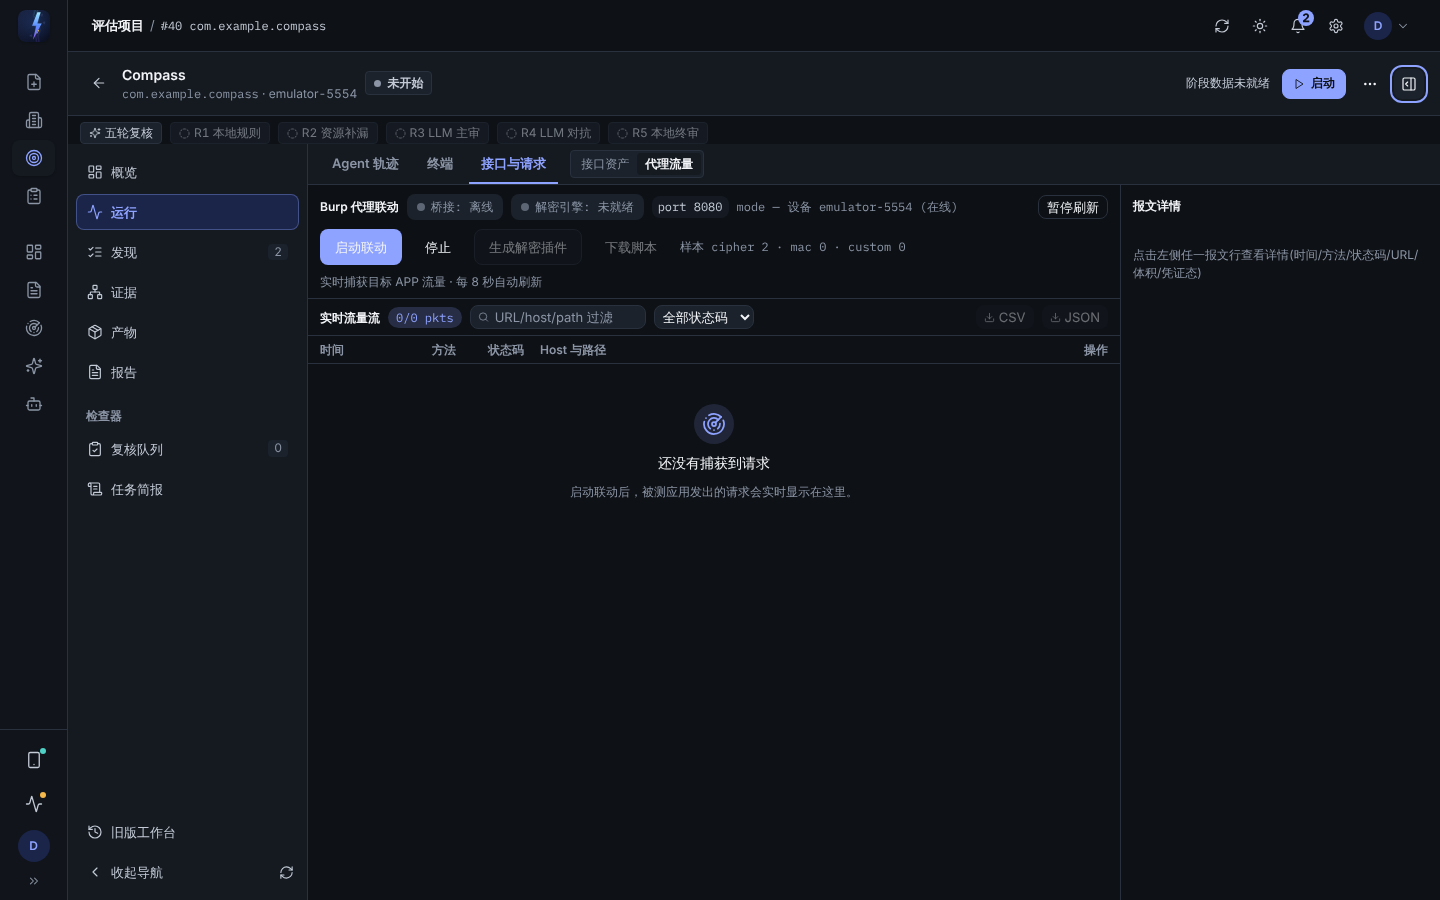 评估项目 / #40 com.example.compass
2
D
Compass
com.example.compass · emulator-5554
未开始
阶段数据未就绪
启动
五轮复核
R1 本地规则
R2 资源补漏
R3 LLM 主审
R4 LLM 对抗
R5 本地终审
概览
运行
发现 2
证据
产物
报告
检查器
复核队列 0
任务简报
旧版工作台
收起导航
D
Agent 轨迹
终端
接口与请求
接口资产
代理流量
Burp 代理联动
桥接: 离线
解密引擎: 未就绪
port 8080
mode — 设备 emulator-5554 (在线)
暂停刷新
启动联动
停止
生成解密插件
下载脚本
样本 cipher 2 · mac 0 · custom 0
实时捕获目标 APP 流量 · 每 8 秒自动刷新
实时流量流
0/0 pkts
URL/host/path 过滤
全部状态码
CSV
JSON
时间 方法 状态码 Host 与路径 操作
还没有捕获到请求
启动联动后，被测应用发出的请求会实时显示在这里。
报文详情
点击左侧任一报文行查看详情(时间/方法/状态码/URL/
体积/凭证态)